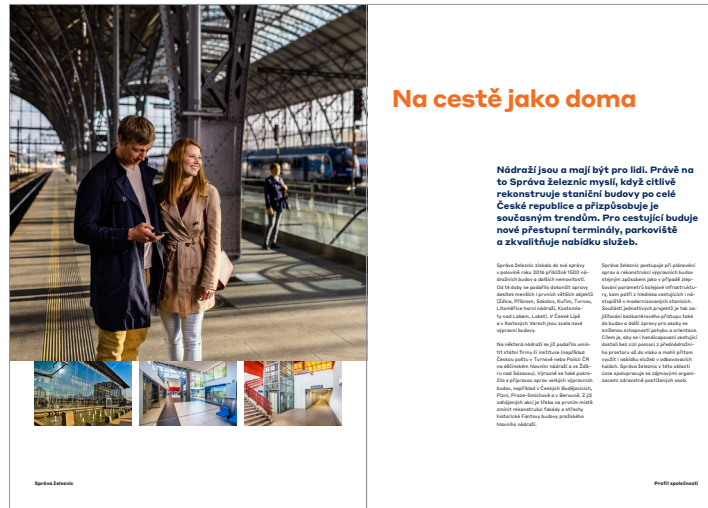 Na cestě jako doma
Nádraží jsou a mají být pro lidi. Právě na
to Správa železnic myslí, když citlivě
rekonstruuje staniční budovy po celé
České republice a přizpůsobuje je
současným trendům. Pro cestující buduje
nové přestupní terminály, parkoviště
a zkvalitňuje nabídku služeb.
Správa železnic získala do své správy
v polovině roku 2016 přibližně 1500 ná-
dražních budov a dalších nemovitostí.
Od té doby se podařilo dokončit opravy
desítek menších i prvních větších objektů
(Zdice, Příbram, Sokolov, Kuřim, Turnov,
Litoměřice horní nádraží, Kostomla-
ty nad Labem, Loket). V České Lípě
a v Karlových Varech jsou zcela nové
výpravní budovy.
Na některá nádraží se již podařilo umís-
tit státní firmy či instituce (například
Českou poštu v Turnově nebo Policii ČR
na děčínském hlavním nádraží a ve Žďá-
ru nad Sázavou). Výrazně se také pokro-
čilo s přípravou oprav velkých výpravních
budov, například v Českých Budějovicích,
Plzni, Praze-Smíchově a v Berouně. Z již
zahájených akcí je třeba na prvním místě
zmínit rekonstrukci fasády a střechy
historické Fantovy budovy pražského
hlavního nádraží.
Správa železnic postupuje při plánování
oprav a rekonstrukcí výpravních budov
stejným způsobem jako v případě zlep-
šování parametrů kolejové infrastruktu-
ry, kam patří z hlediska cestujících i ná-
stupiště v modernizovaných stanicích.
Součástí jednotlivých projektů je tak za-
jišťování bezbariérového přístupu také
do budov a další úpravy pro osoby se
sníženou schopností pohybu a orientace.
Cílem je, aby se i handicapovaní cestující
dostali bez cizí pomoci z přednádražní-
ho prostoru až do vlaku a mohli přitom
využít i nabídku služeb v odbavovacích
halách. Správa železnic v této oblasti
úzce spolupracuje se zájmovými organi-
zacemi zdravotně postižených osob.
Správa železnic
Profil společnosti